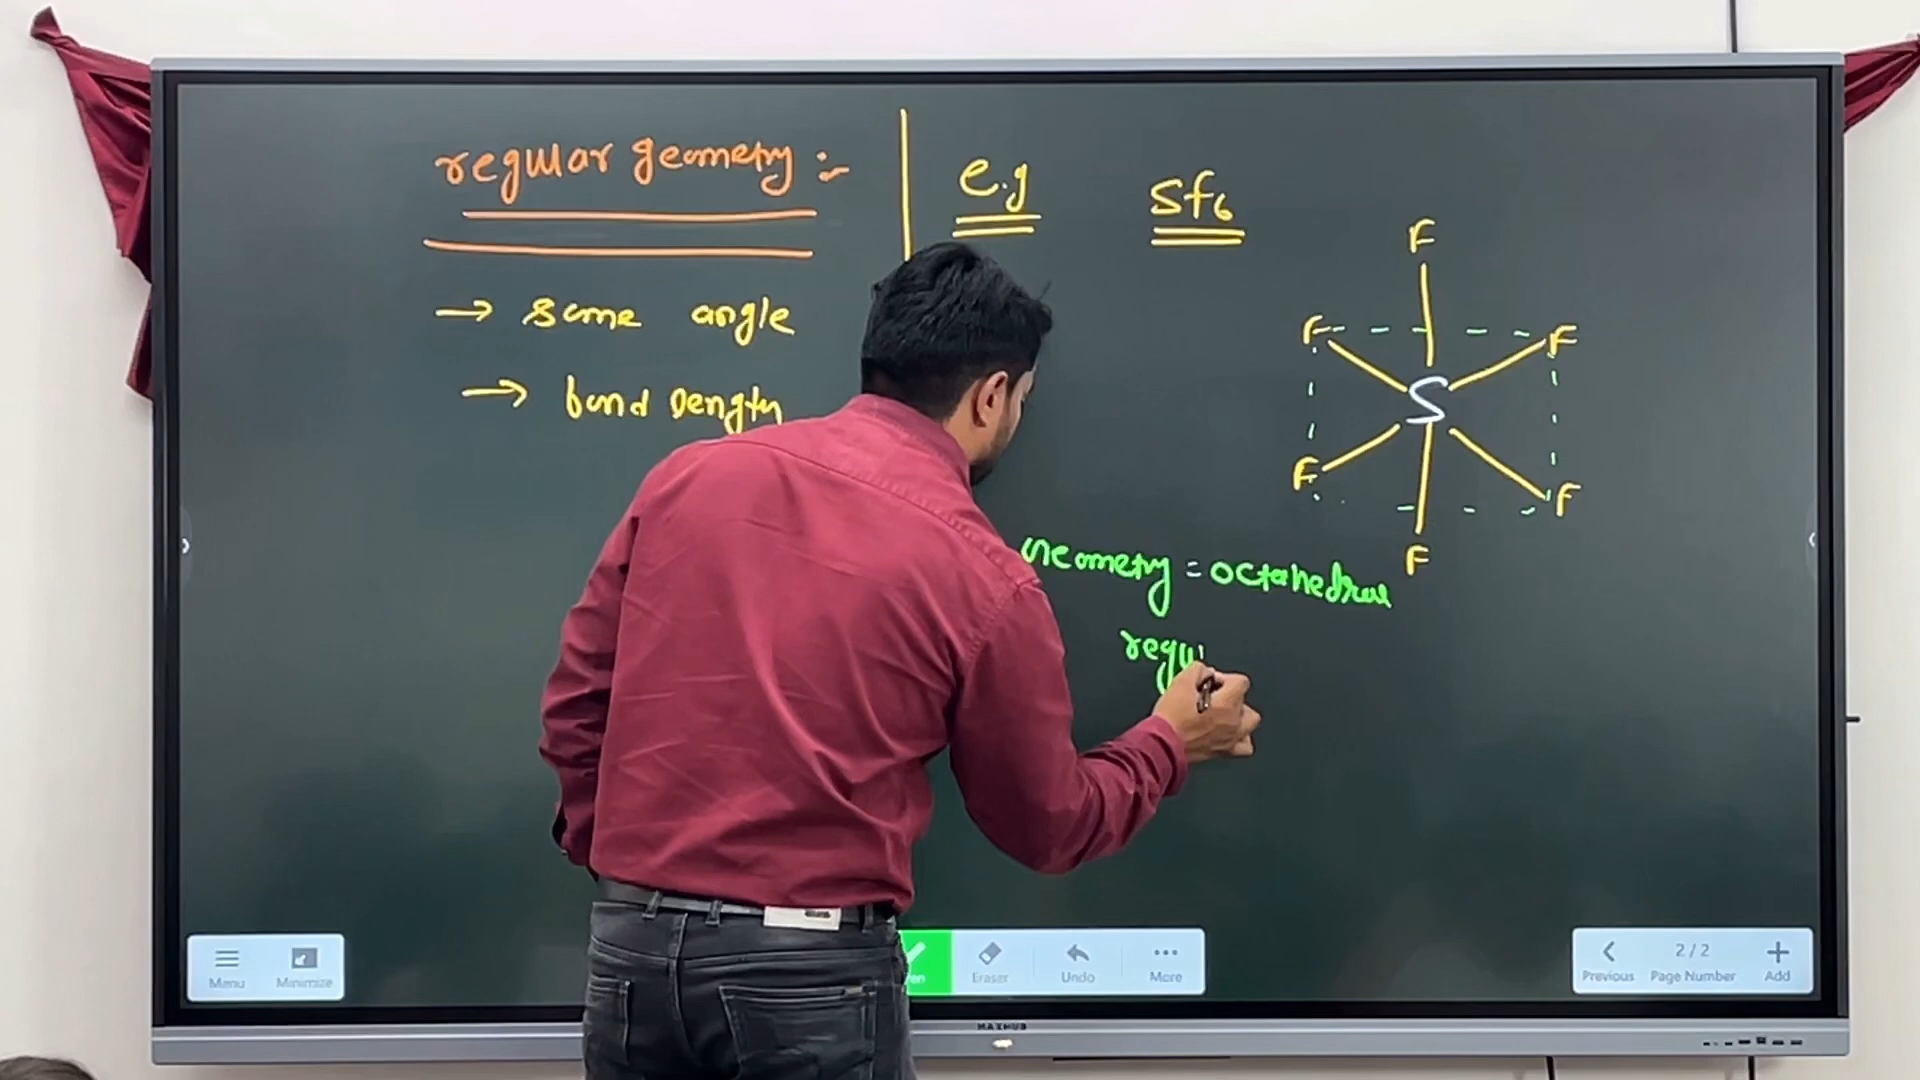 regular geometry :-
→ same angle
→ bond length
e.g SF6
F
F F
S
F F
F
Geometry = octahedral
regu
Menu Minimize
Eraser Undo More
Previous 2/2 Page Number Add
MAXHUB